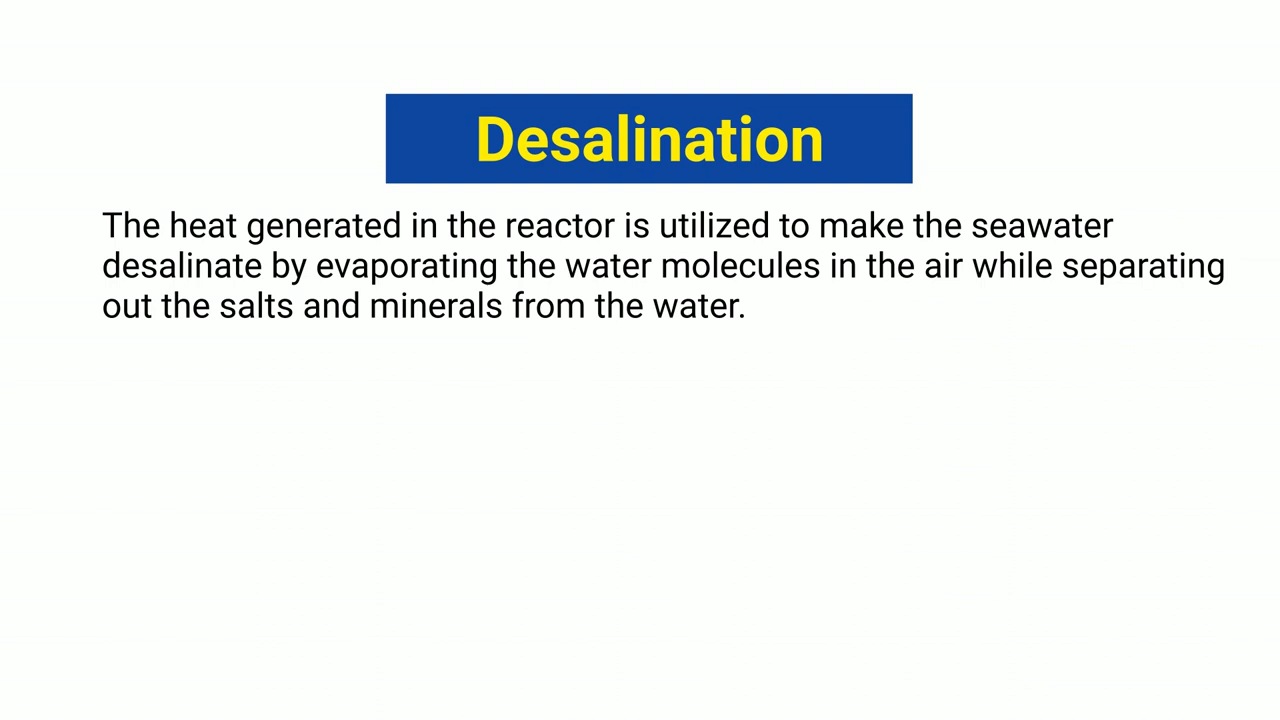 Desalination
The heat generated in the reactor is utilized to make the seawater
desalinate by evaporating the water molecules in the air while separating
out the salts and minerals from the water.